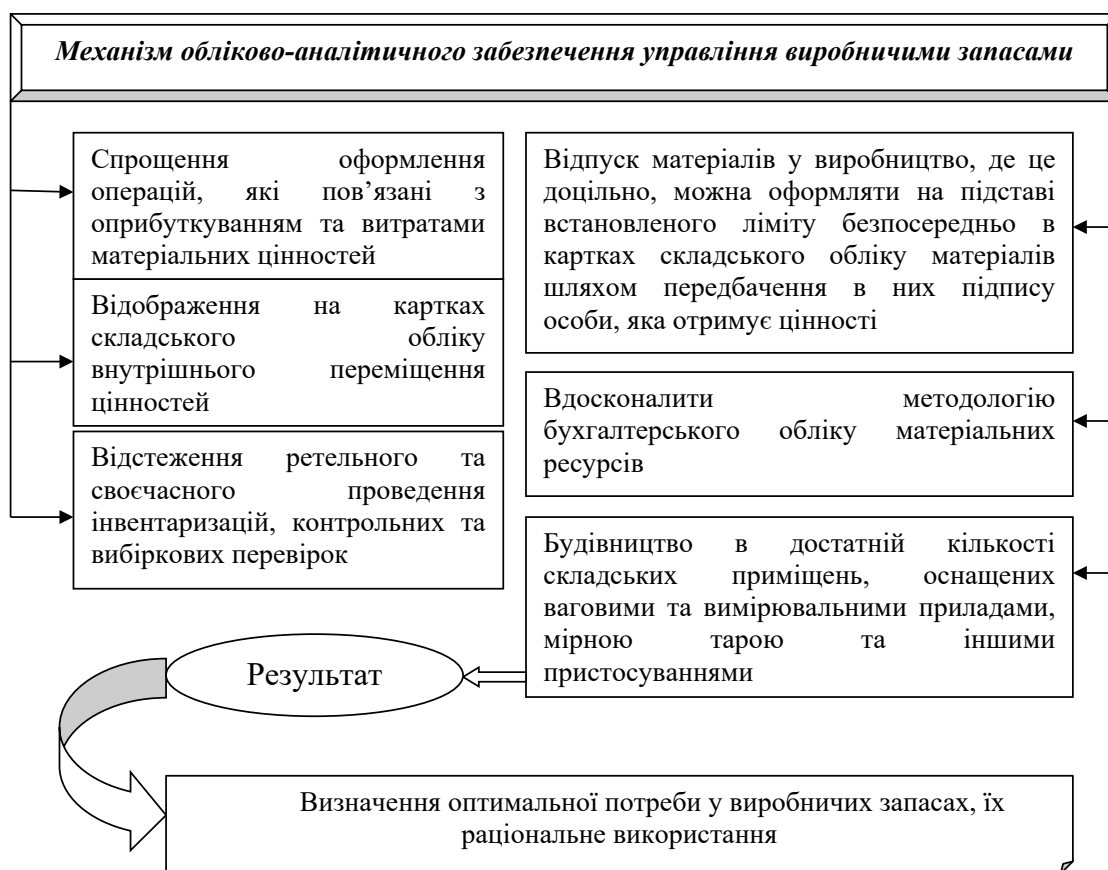 Механізм обліково-аналітичного забезпечення управління виробничими запасами
Спрощення оформлення
операцій, які пов’язані з
оприбуткуванням та витратами
матеріальних цінностей
Відображення на картках
складського обліку
внутрішнього переміщення
цінностей
Відстеження ретельного та
своєчасного проведення
інвентаризацій, контрольних та
вибіркових перевірок
Відпуск матеріалів у виробництво, де це
доцільно, можна оформляти на підставі
встановленого ліміту безпосередньо в
картках складського обліку матеріалів
шляхом передбачення в них підпису
особи, яка отримує цінності
Вдосконалити методологію
бухгалтерського обліку матеріальних
ресурсів
Будівництво в достатній кількості
складських приміщень, оснащених
ваговими та вимірювальними приладами,
мірною тарою та іншими
пристосуваннями
Результат
Визначення оптимальної потреби у виробничих запасах, їх
раціональне використання